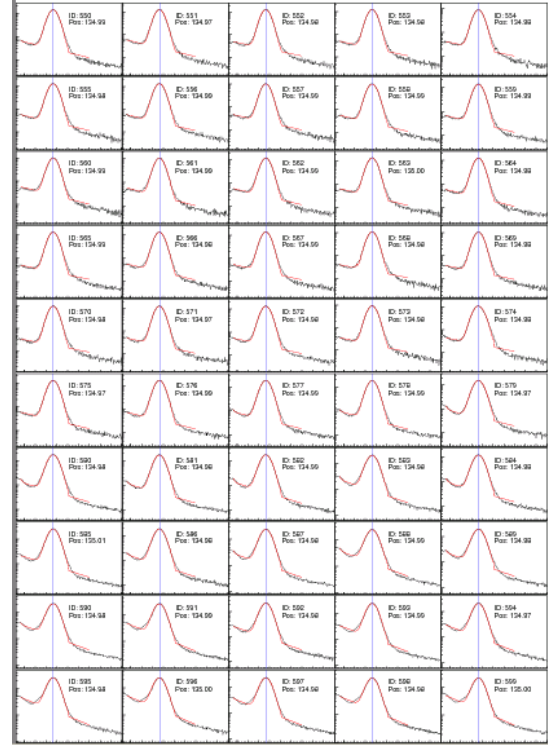 ID: 550
Pos: 134.99
ID: 551
Pos: 134.97
ID: 552
Pos: 134.98
ID: 553
Pos: 134.98
ID: 554
Pos: 134.99
ID: 555
Pos: 134.98
ID: 556
Pos: 134.99
ID: 557
Pos: 134.99
ID: 558
Pos: 134.99
ID: 559
Pos: 134.99
ID: 560
Pos: 134.99
ID: 561
Pos: 134.99
ID: 562
Pos: 134.99
ID: 563
Pos: 135.00
ID: 564
Pos: 134.98
ID: 565
Pos: 134.99
ID: 566
Pos: 134.98
ID: 567
Pos: 134.99
ID: 568
Pos: 134.98
ID: 569
Pos: 134.98
ID: 570
Pos: 134.98
ID: 571
Pos: 134.97
ID: 572
Pos: 134.98
ID: 573
Pos: 134.98
ID: 574
Pos: 134.98
ID: 575
Pos: 134.97
ID: 576
Pos: 134.99
ID: 577
Pos: 134.99
ID: 578
Pos: 134.99
ID: 579
Pos: 134.97
ID: 580
Pos: 134.98
ID: 581
Pos: 134.98
ID: 582
Pos: 134.99
ID: 583
Pos: 134.98
ID: 584
Pos: 134.98
ID: 585
Pos: 135.01
ID: 586
Pos: 134.98
ID: 587
Pos: 134.98
ID: 588
Pos: 134.99
ID: 589
Pos: 134.98
ID: 590
Pos: 134.98
ID: 591
Pos: 134.99
ID: 592
Pos: 134.98
ID: 593
Pos: 134.99
ID: 594
Pos: 134.97
ID: 595
Pos: 134.98
ID: 596
Pos: 135.00
ID: 597
Pos: 134.98
ID: 598
Pos: 134.98
ID: 599
Pos: 135.00